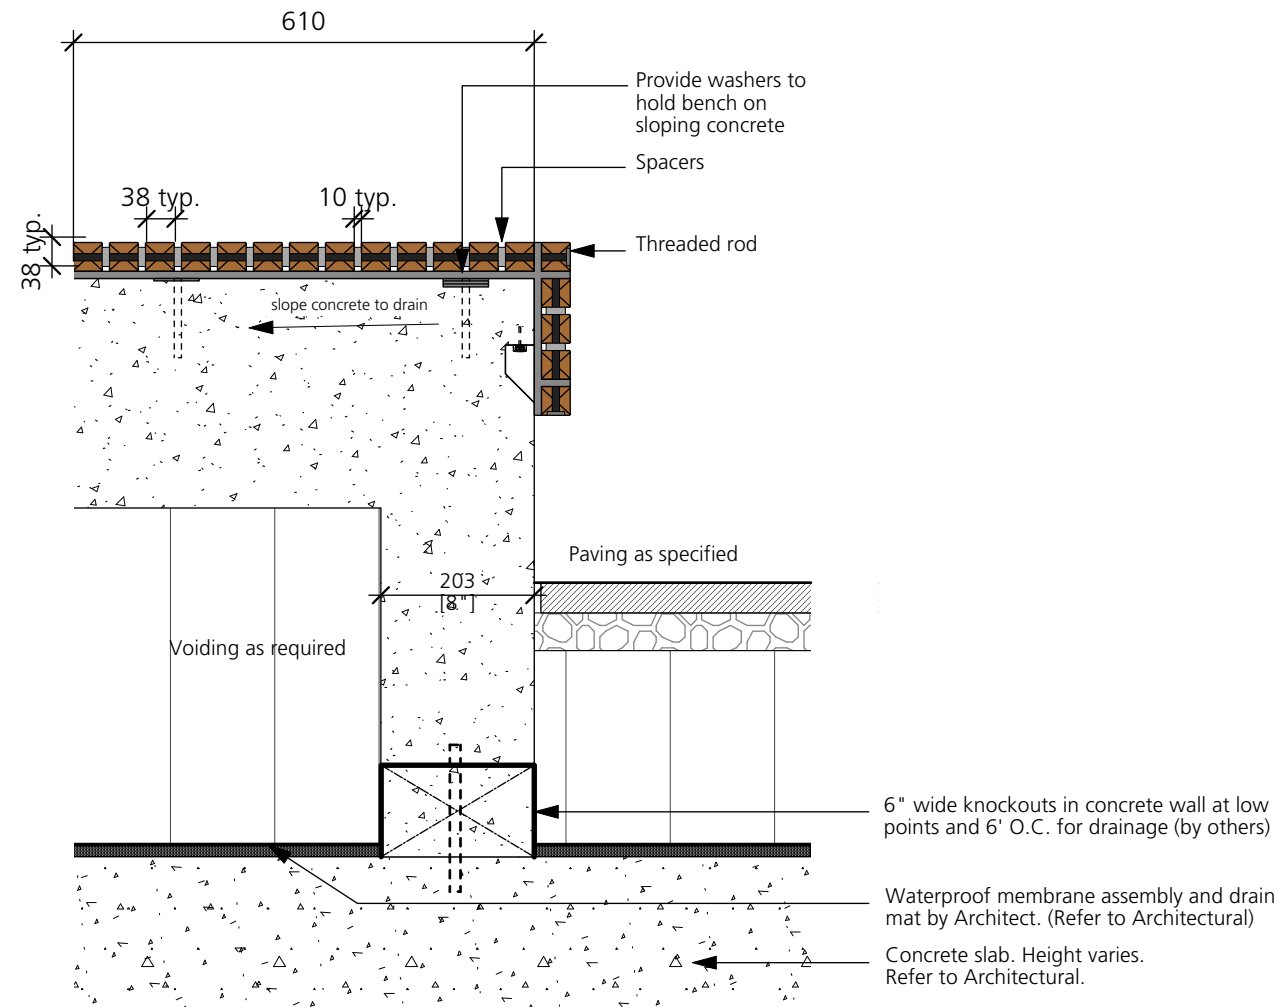 610
Provide washers to
hold bench on
sloping concrete
Spacers
38 typ.
10 typ.
38 typ.
Threaded rod
slope concrete to drain
Paving as specified
203
[8"]
Voiding as required
6" wide knockouts in concrete wall at low
points and 6' O.C. for drainage (by others)
Waterproof membrane assembly and drain
mat by Architect. (Refer to Architectural)
Concrete slab. Height varies.
Refer to Architectural.